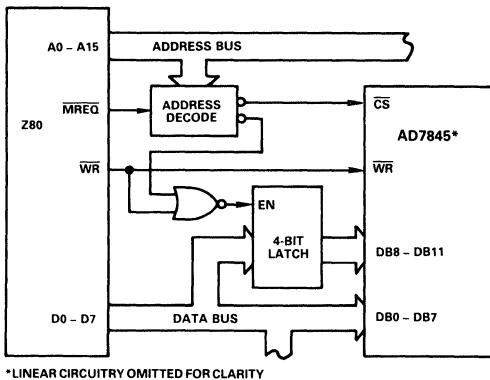 A0 – A15
ADDRESS BUS
MREQ
ADDRESS
DECODE
CS
Z80
AD7845*
WR
WR
EN
4-BIT
LATCH
DB8 – DB11
D0 – D7
DATA BUS
DB0 – DB7
*LINEAR CIRCUITRY OMITTED FOR CLARITY